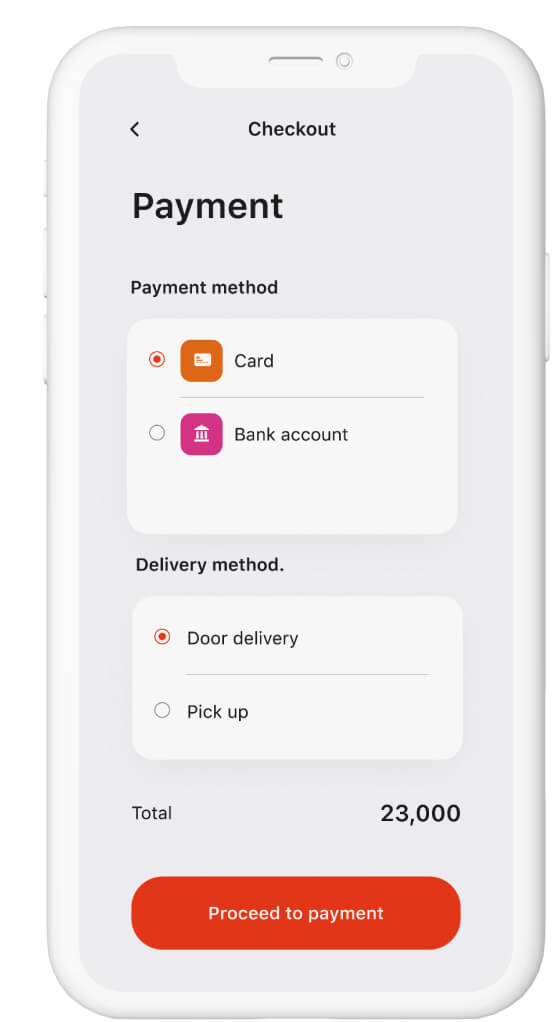 Checkout
Payment
Payment method
Card
Bank account
Delivery method.
Door delivery
Pick up
Total 23,000
Proceed to payment